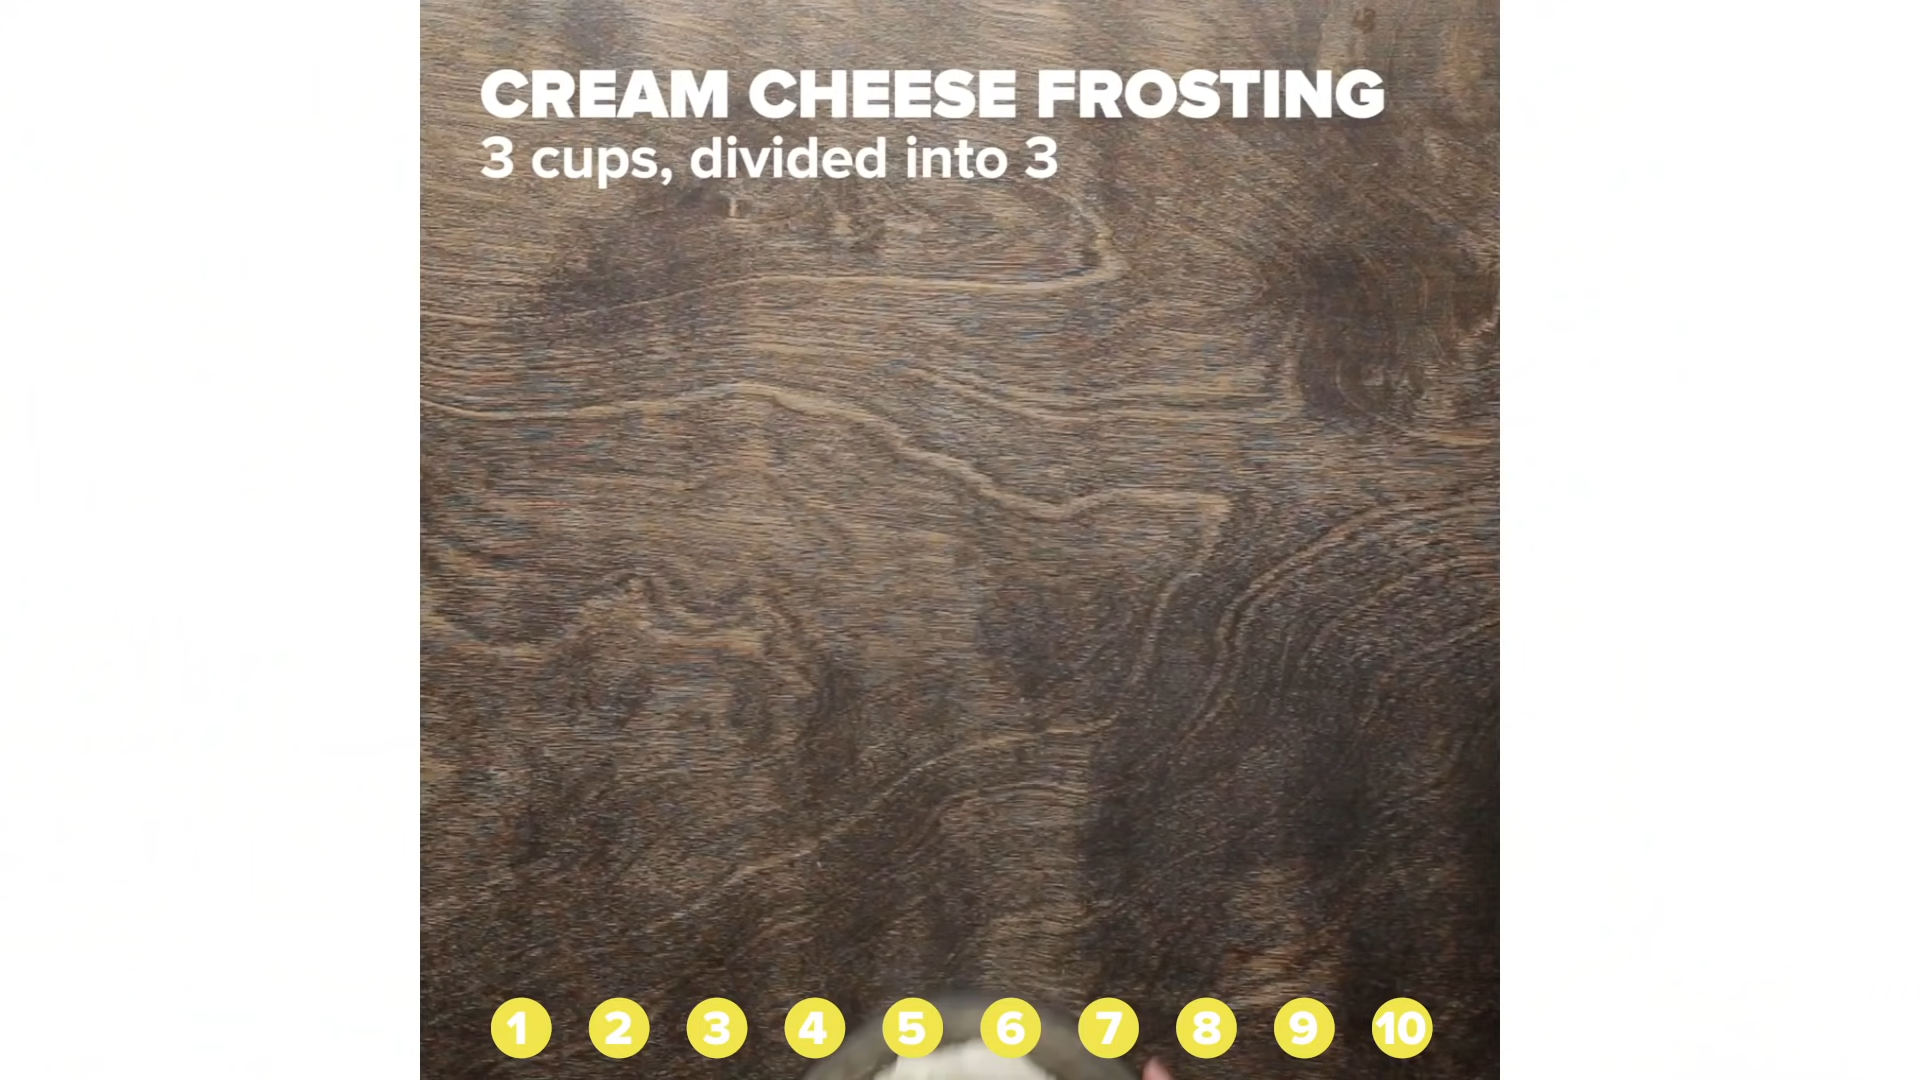 CREAM CHEESE FROSTING
3 cups, divided into 3
1 2 3 4 5 6 7 8 9 10